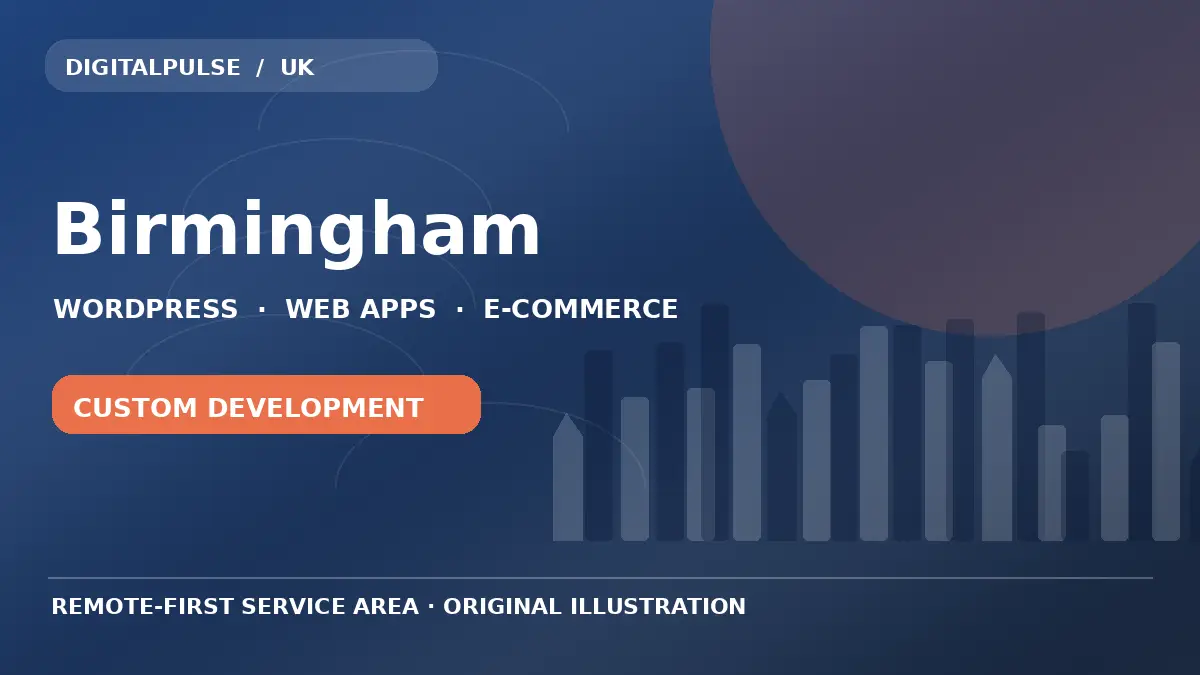 DIGITALPULSE / UK
Birmingham
WORDPRESS · WEB APPS · E-COMMERCE
CUSTOM DEVELOPMENT
REMOTE-FIRST SERVICE AREA · ORIGINAL ILLUSTRATION